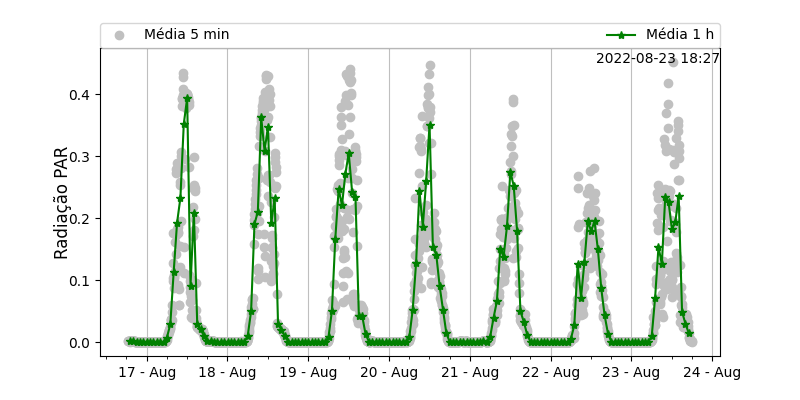 Média 5 min
Média 1 h
2022-08-23 18:27
Radiação PAR
0.4
0.3
0.2
0.1
0.0
17 - Aug
18 - Aug
19 - Aug
20 - Aug
21 - Aug
22 - Aug
23 - Aug
24 - Aug